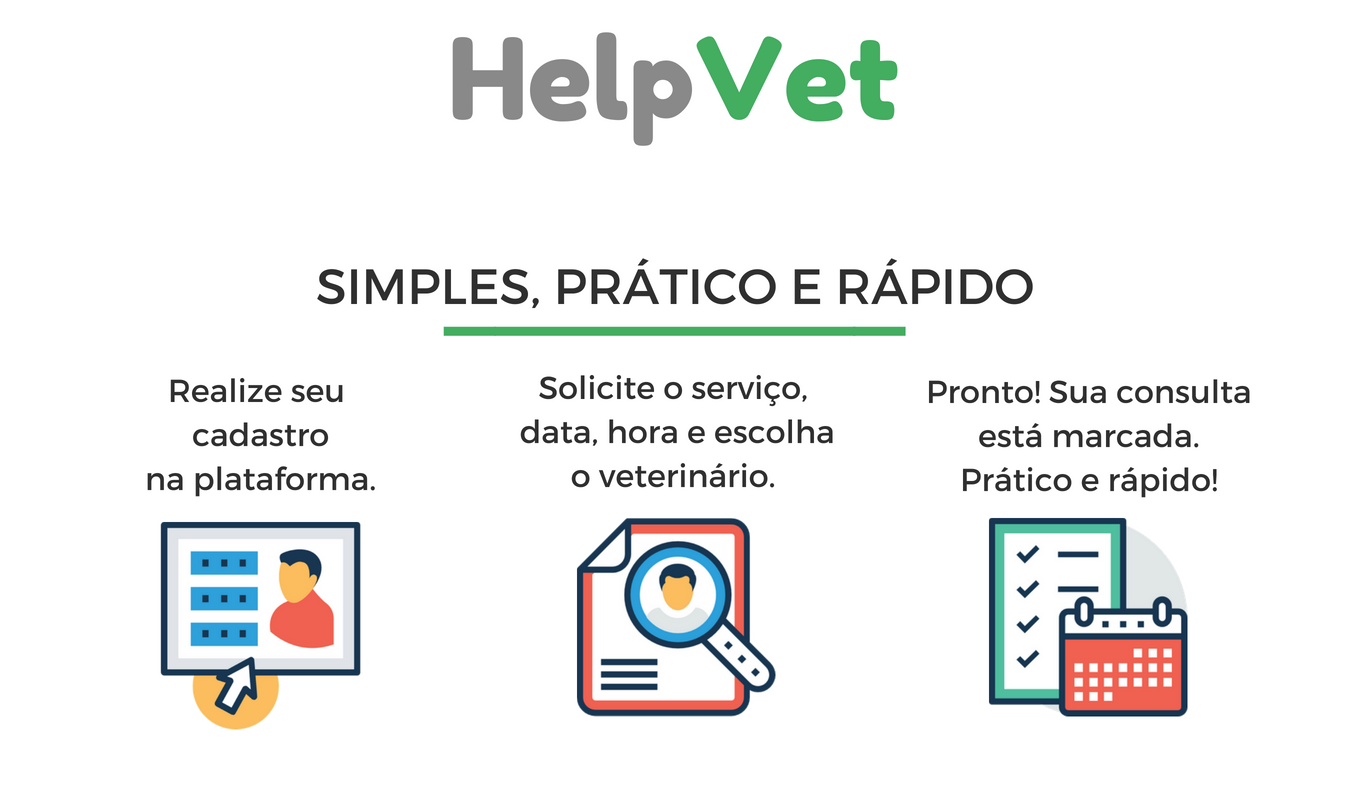 HelpVet
SIMPLES, PRÁTICO E RÁPIDO
Realize seu
cadastro
na plataforma.
Solicite o serviço,
data, hora e escolha
o veterinário.
Pronto! Sua consulta
está marcada.
Prático e rápido!